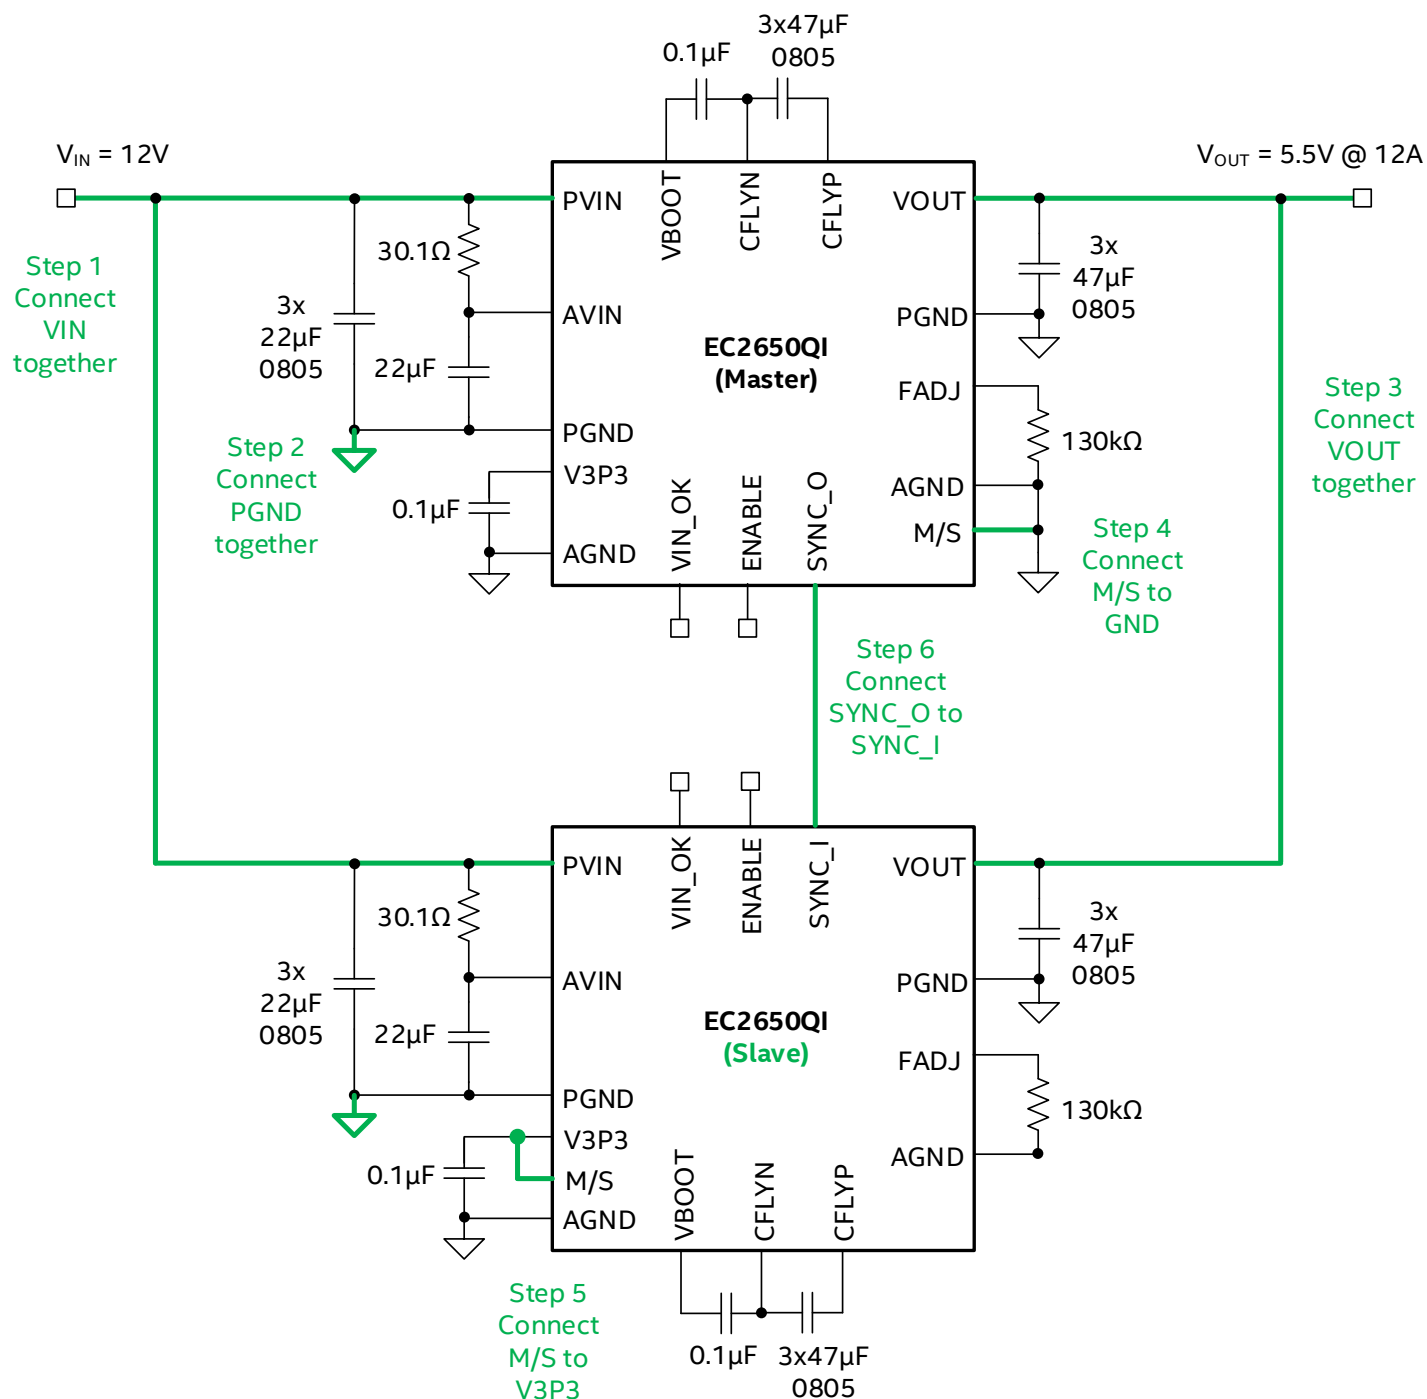 3x47µF
0805
0.1µF
V_IN = 12V
V_OUT = 5.5V @ 12A
PVIN
VBOOT
CFLYN
CFLYP
VOUT
30.1Ω
Step 1
Connect
VIN
together
3x
22µF
0805
3x
47µF
0805
AVIN
PGND
22µF
EC2650QI
(Master)
FADJ
Step 3
Connect
VOUT
together
130kΩ
PGND
Step 2
Connect
PGND
together
V3P3
0.1µF
AGND
VIN_OK
ENABLE
SYNC_O
AGND
M/S
Step 4
Connect
M/S to
GND
Step 6
Connect
SYNC_O to
SYNC_I
PVIN
VIN_OK
ENABLE
SYNC_I
VOUT
30.1Ω
3x
22µF
0805
3x
47µF
0805
AVIN
PGND
22µF
EC2650QI
(Slave)
FADJ
130kΩ
PGND
V3P3
0.1µF
M/S
AGND
VBOOT
CFLYN
CFLYP
AGND
Step 5
Connect
M/S to
V3P3
0.1µF
3x47µF
0805